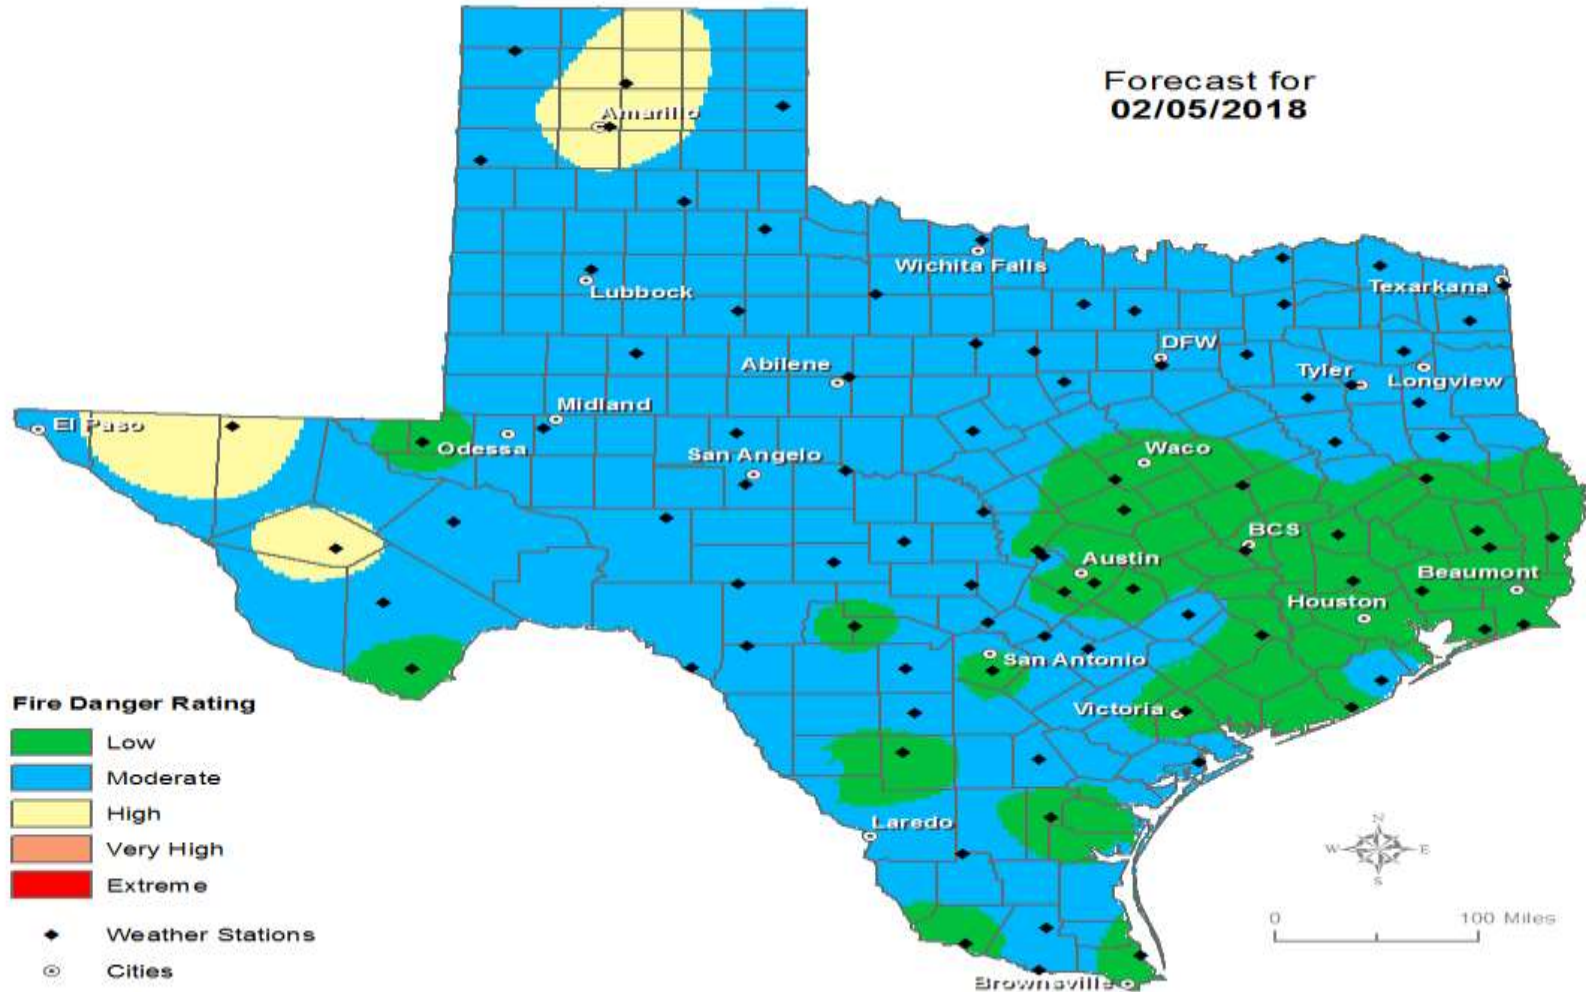 Forecast for
02/05/2018
Amarillo
Wichita Falls
Lubbock
Texarkana
DFW
Abilene
Tyler
Longview
Midland
El Paso
Odessa
San Angelo
Waco
BCS
Austin
Beaumont
Houston
San Antonio
Victoria
Laredo
Brownsville
Fire Danger Rating
Low
Moderate
High
Very High
Extreme
Weather Stations
Cities
N
W E
S
0 100 Miles